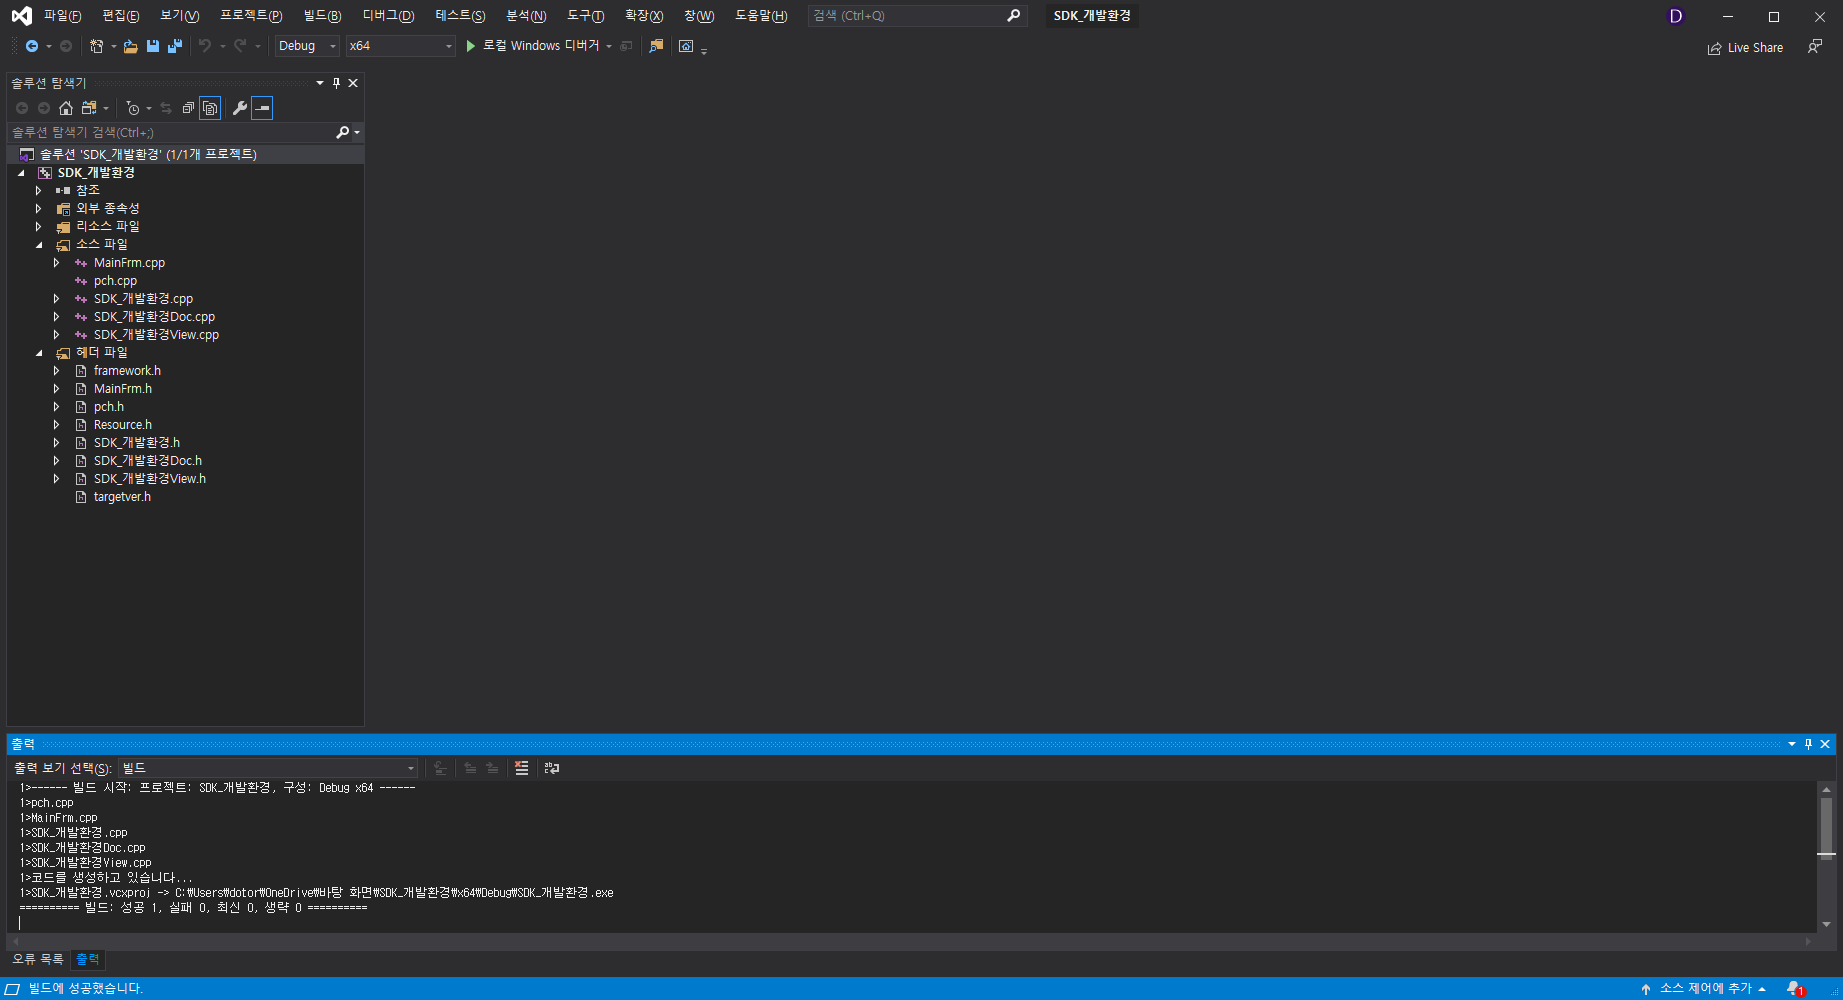 파일(F) 편집(E) 보기(V) 프로젝트(P) 빌드(B) 디버그(D) 테스트(S) 분석(N) 도구(T) 확장(X) 창(W) 도움말(H) 검색 (Ctrl+Q) SDK_개발환경 D
Debug x64 로컬 Windows 디버거 Live Share
솔루션 탐색기
솔루션 탐색기 검색(Ctrl+;)
솔루션 'SDK_개발환경' (1/1개 프로젝트)
SDK_개발환경
참조
외부 종속성
리소스 파일
소스 파일
MainFrm.cpp
pch.cpp
SDK_개발환경.cpp
SDK_개발환경Doc.cpp
SDK_개발환경View.cpp
헤더 파일
framework.h
MainFrm.h
pch.h
Resource.h
SDK_개발환경.h
SDK_개발환경Doc.h
SDK_개발환경View.h
targetver.h
출력
출력 보기 선택(S): 빌드
1>------ 빌드 시작: 프로젝트: SDK_개발환경, 구성: Debug x64 ------
1>pch.cpp
1>MainFrm.cpp
1>SDK_개발환경.cpp
1>SDK_개발환경Doc.cpp
1>SDK_개발환경View.cpp
1>코드를 생성하고 있습니다...
1>SDK_개발환경.vcxproj -> C:₩Users₩dotor₩OneDrive₩바탕 화면₩SDK_개발환경₩x64₩Debug₩SDK_개발환경.exe
========== 빌드: 성공 1, 실패 0, 최신 0, 생략 0 ==========
오류 목록 출력
빌드에 성공했습니다. 소스 제어에 추가 1